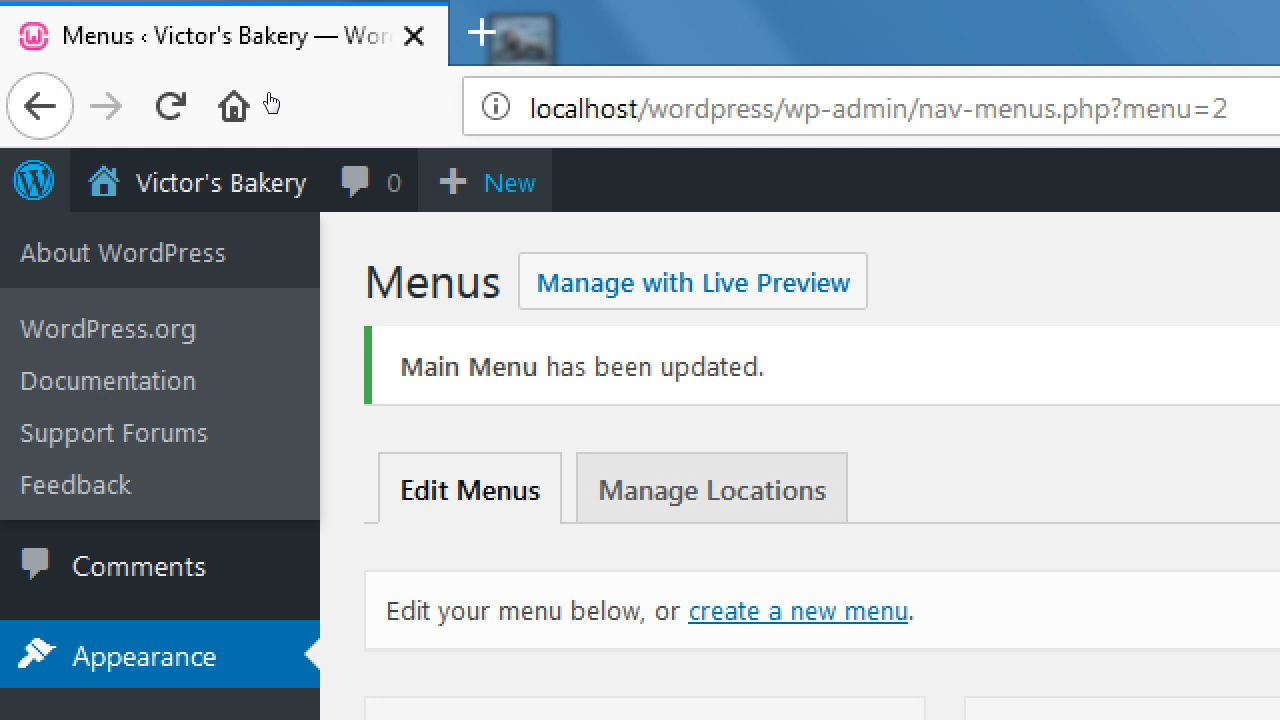 Menus ‹ Victor's Bakery — Wor
localhost/wordpress/wp-admin/nav-menus.php?menu=2
Victor's Bakery 0 New
About WordPress
WordPress.org
Documentation
Support Forums
Feedback
Comments
Appearance
Menus Manage with Live Preview
Main Menu has been updated.
Edit Menus Manage Locations
Edit your menu below, or create a new menu.